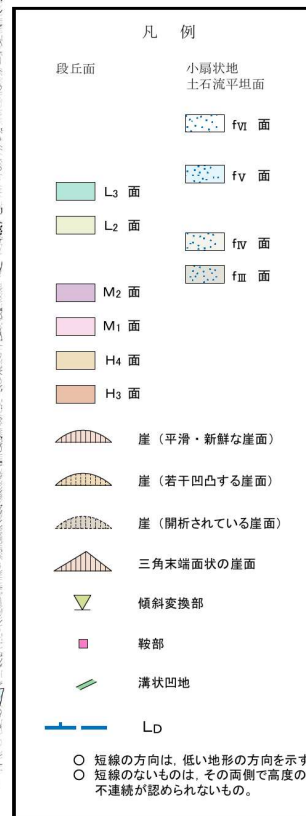 凡 例
段丘面
小扇状地
土石流平坦面
fⅥ 面
fⅤ 面
L3 面
L2 面
fⅣ 面
fⅢ 面
M2 面
M1 面
H4 面
H3 面
崖（平滑・新鮮な崖面）
崖（若干凹凸する崖面）
崖（開析されている崖面）
三角末端面状の崖面
傾斜変換部
鞍部
溝状凹地
LD
○ 短線の方向は，低い地形の方向を示す
○ 短線のないものは，その両側で高度の
不連続が認められないもの。